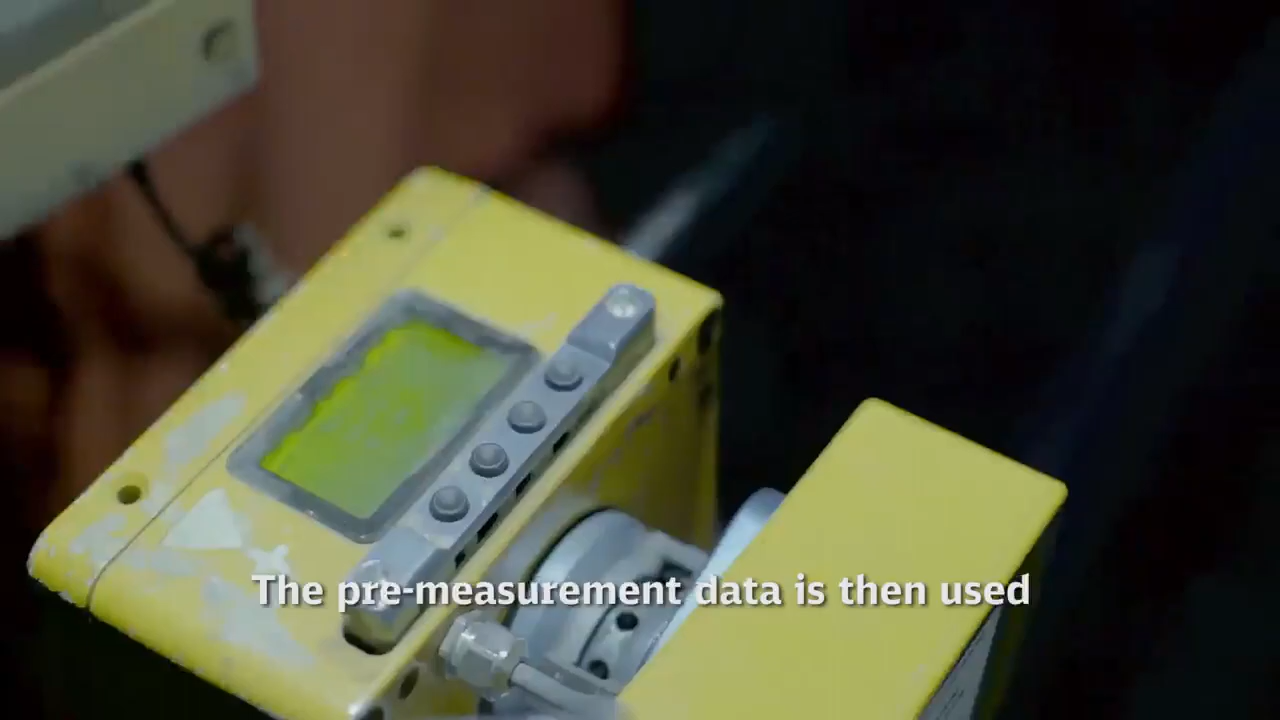 The pre-measurement data is then used